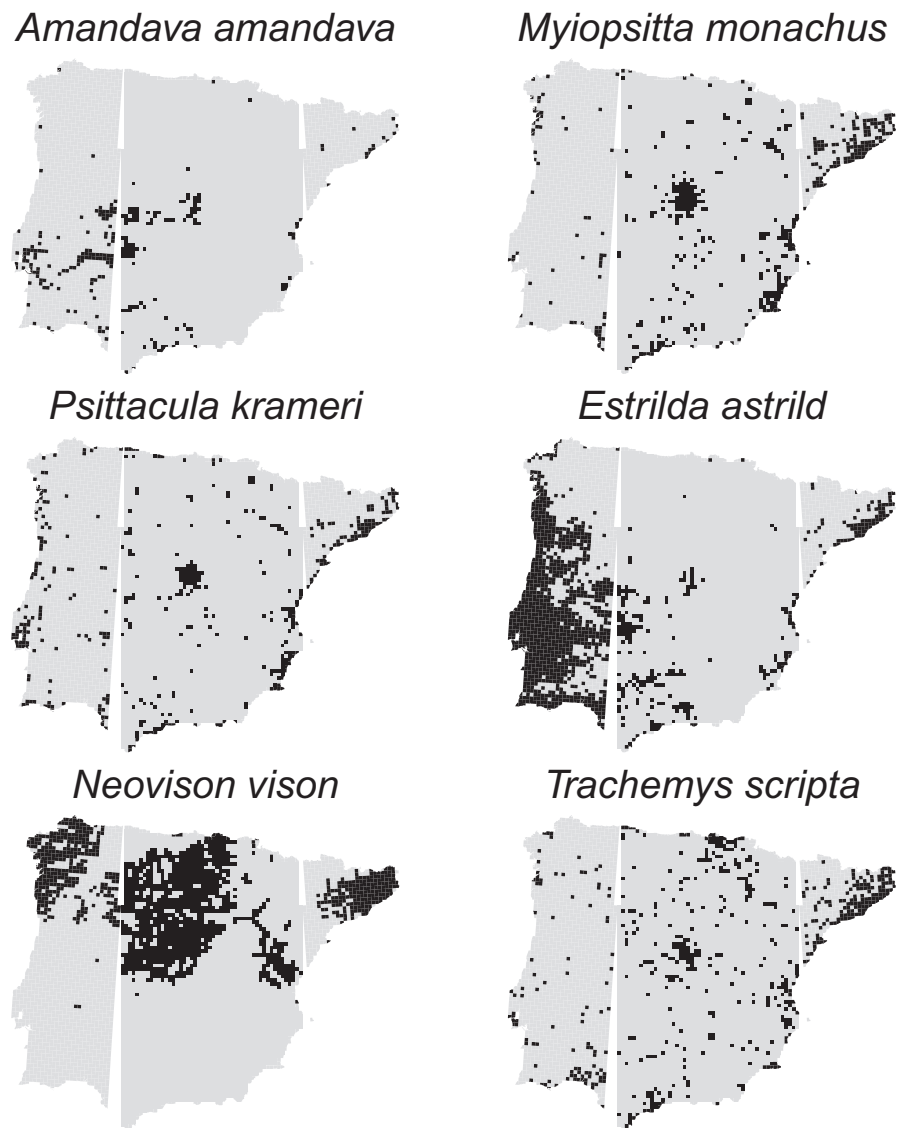 Amandava amandava
Myiopsitta monachus
Psittacula krameri
Estrilda astrild
Neovison vison
Trachemys scripta